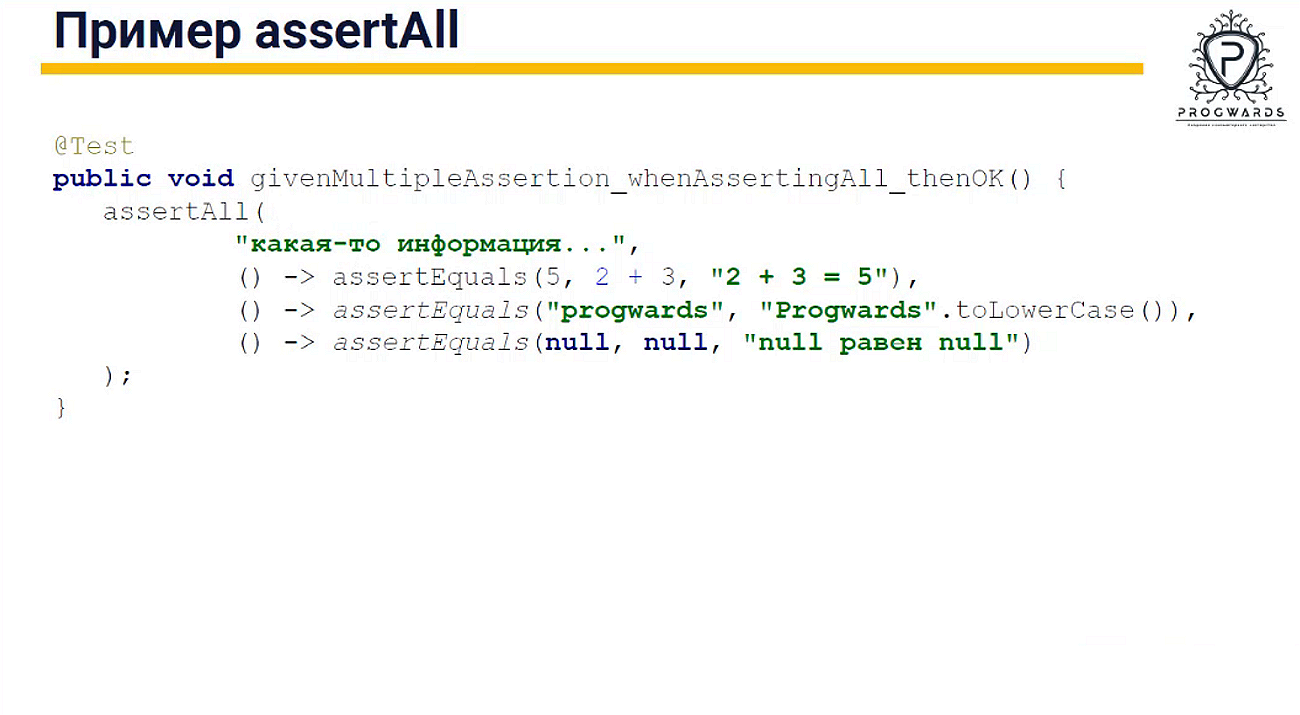 Пример assertAll
PROGWARDS
@Test
public void givenMultipleAssertion_whenAssertingAll_thenOK() {
assertAll(
"какая-то информация...",
() -> assertEquals(5, 2 + 3, "2 + 3 = 5"),
() -> assertEquals("progwards", "Progwards".toLowerCase()),
() -> assertEquals(null, null, "null равен null")
);
}